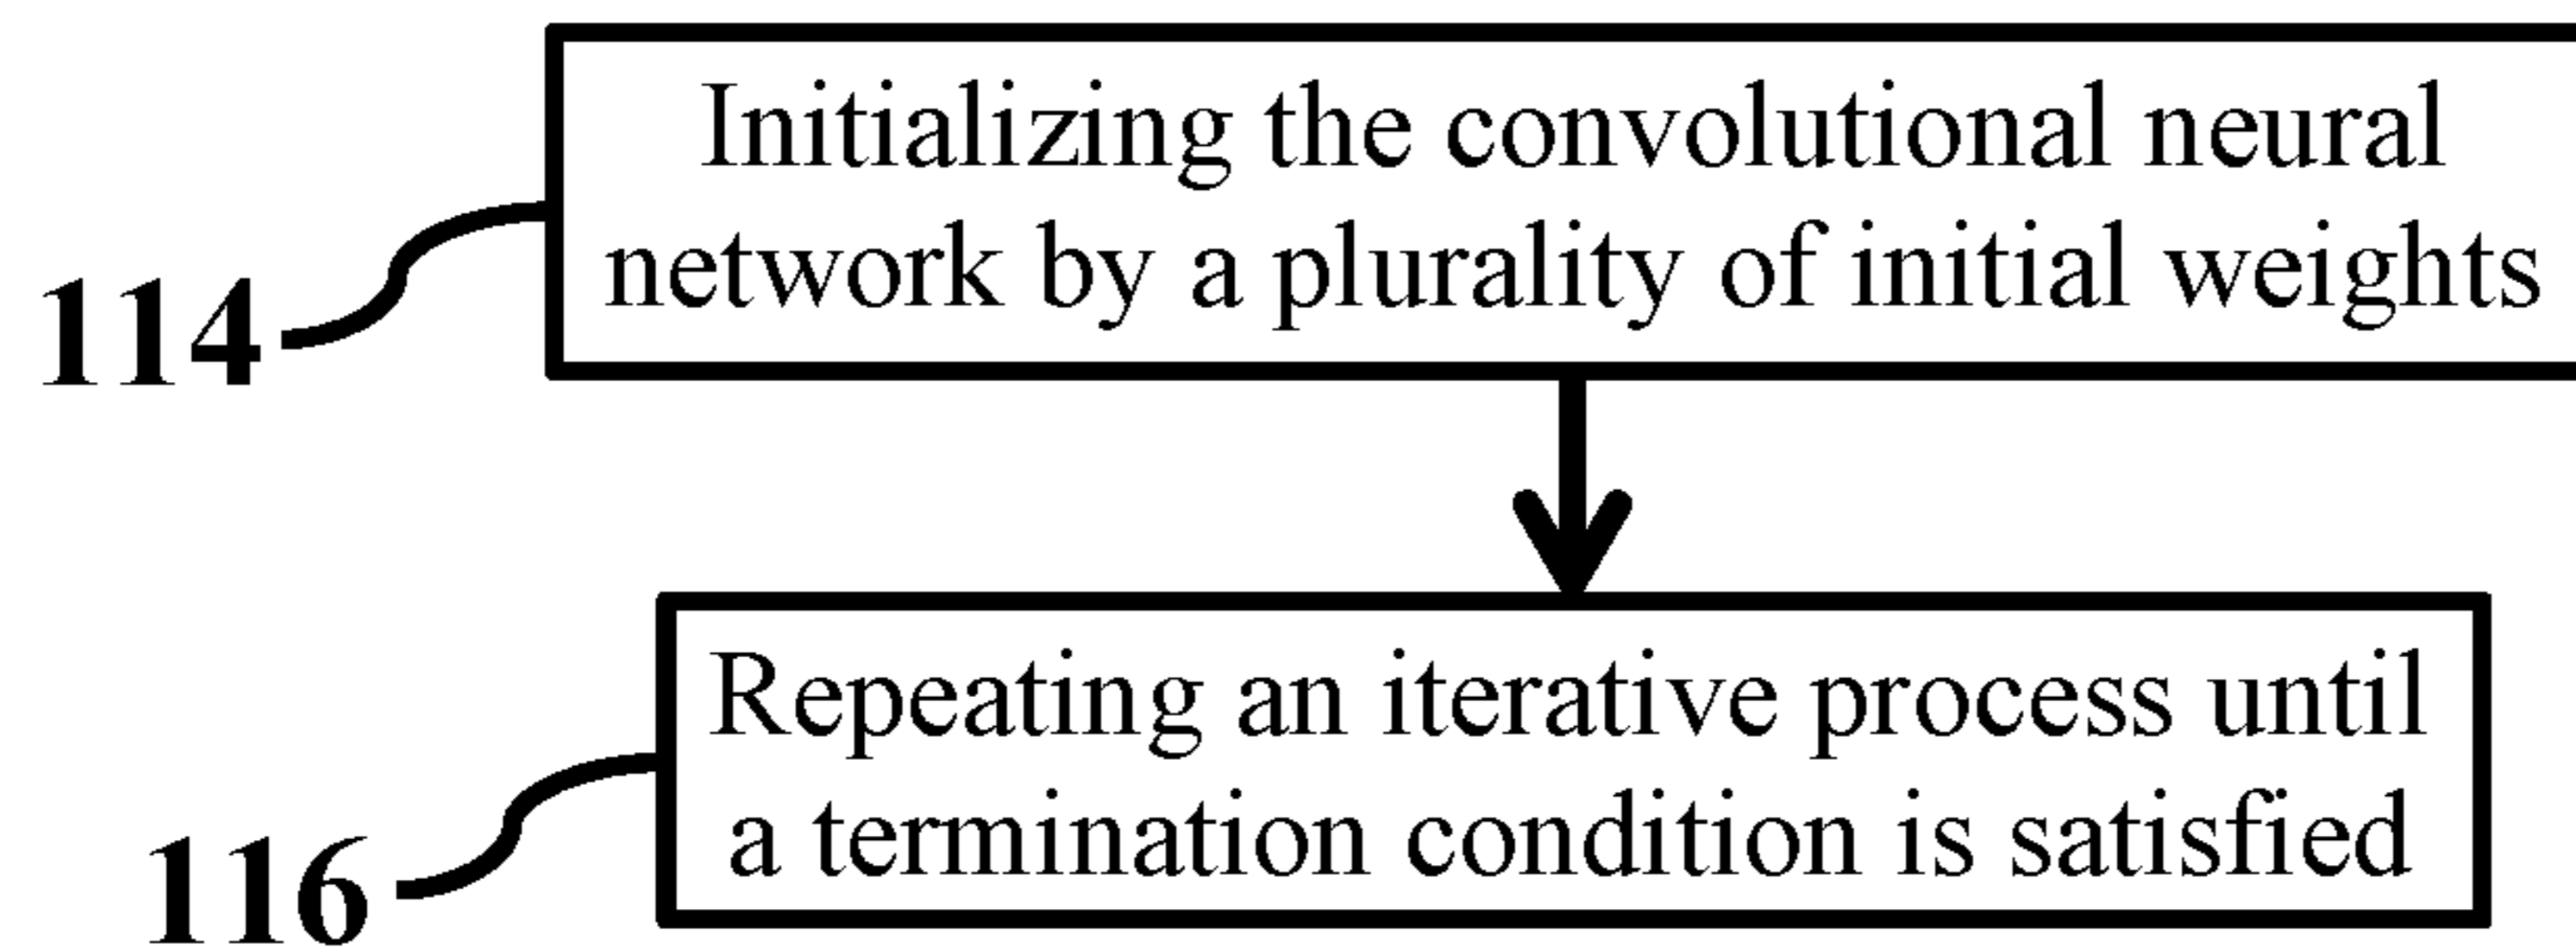 Initializing the convolutional neural
network by a plurality of initial weights
114
Repeating an iterative process until
a termination condition is satisfied
116